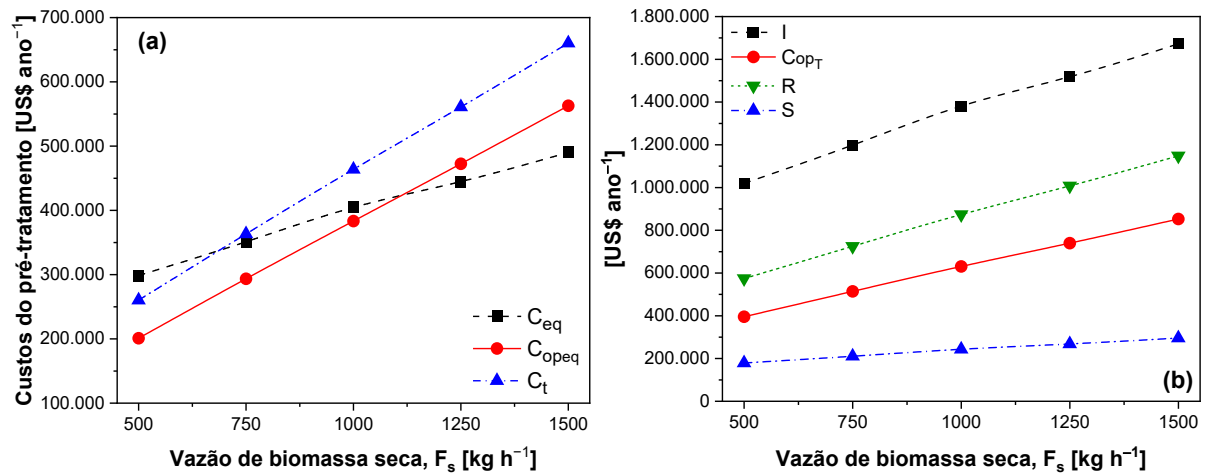 Custos do pré-tratamento [US$ ano⁻¹]
700.000
600.000
500.000
400.000
300.000
200.000
100.000
(a)
C_eq
C_opeq
C_t
500 750 1000 1250 1500
Vazão de biomassa seca, F_s [kg h⁻¹]
[US$ ano⁻¹]
1.800.000
1.600.000
1.400.000
1.200.000
1.000.000
800.000
600.000
400.000
200.000
0
I
Cop_T
R
S
(b)
500 750 1000 1250 1500
Vazão de biomassa seca, F_s [kg h⁻¹]